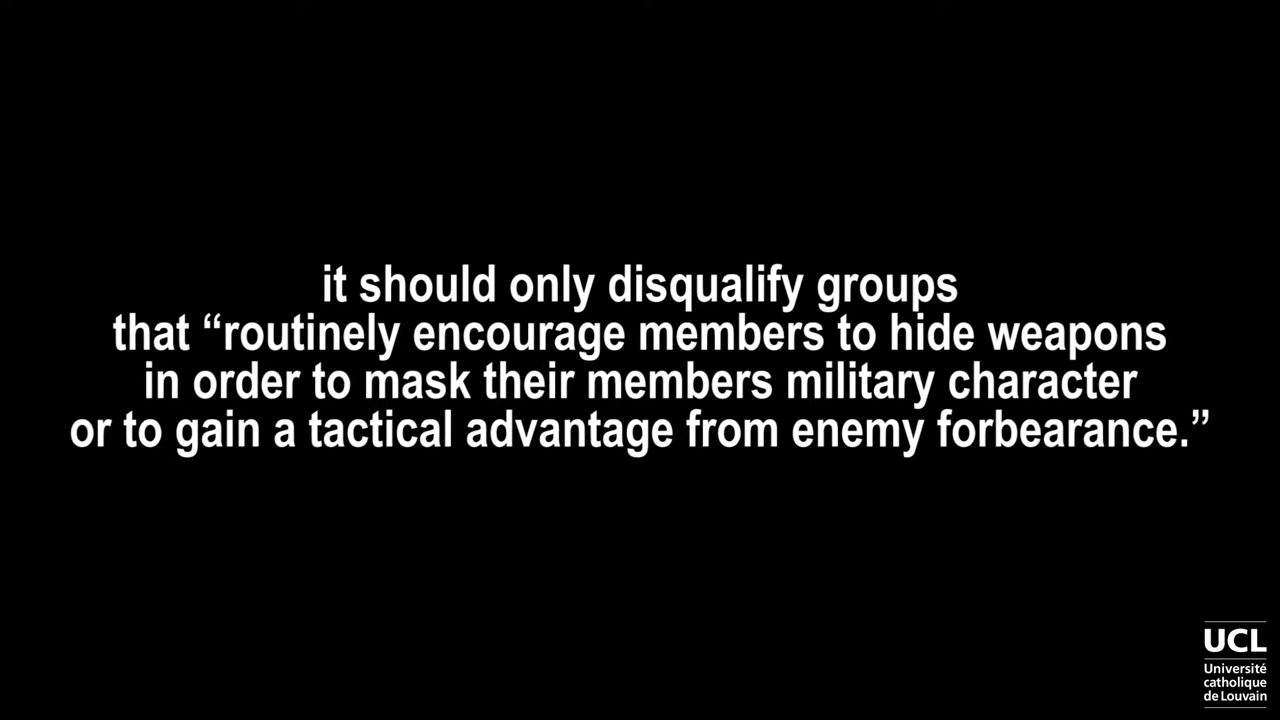 it should only disqualify groups
that “routinely encourage members to hide weapons
in order to mask their members military character
or to gain a tactical advantage from enemy forbearance.”
UCL
Université
catholique
de Louvain